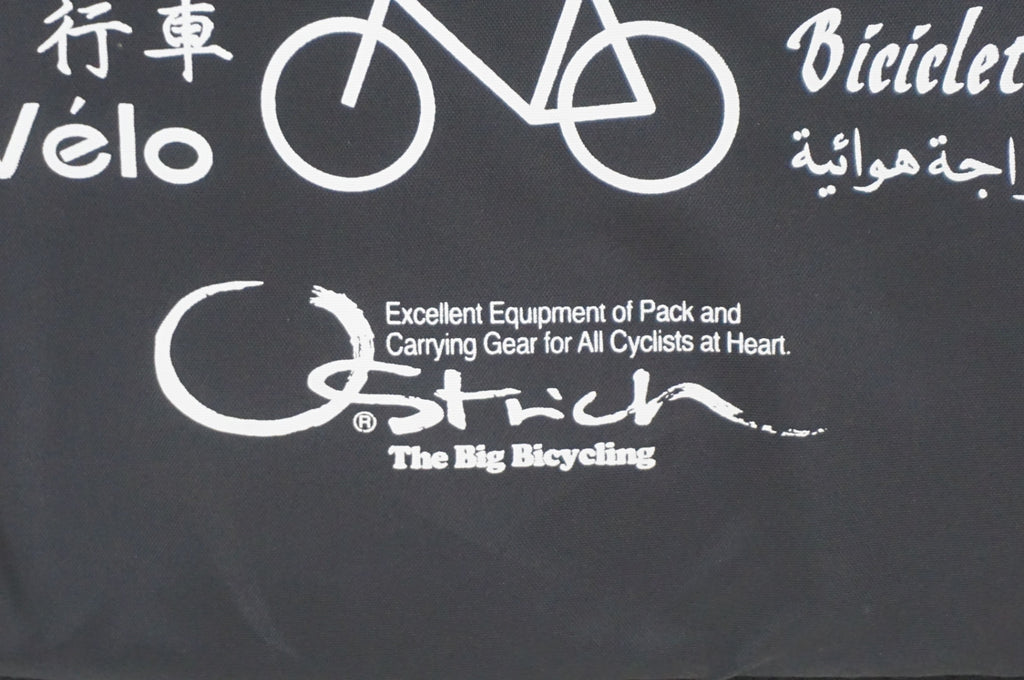 行車
Vélo
Biciclet
راجة هوائية
Excellent Equipment of Pack and
Carrying Gear for All Cyclists at Heart.
Ostrich
®
The Big Bicycling